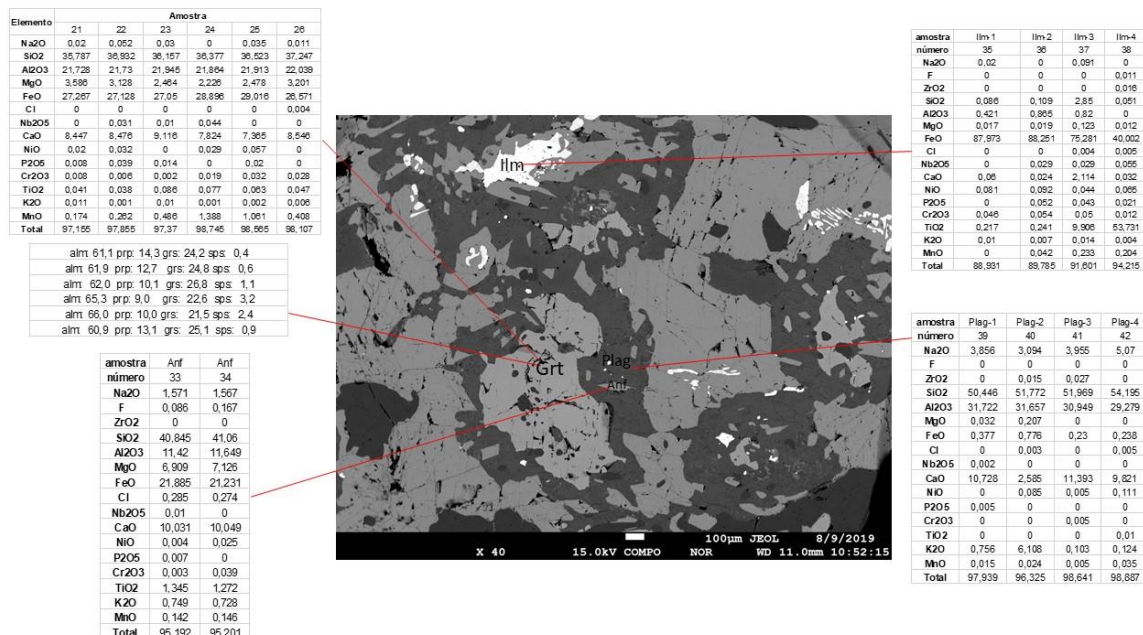 Elemento Amostra
21 22 23 24 25 26
Na2O 0,02 0,052 0,03 0 0,035 0,011
SiO2 35,787 36,932 36,157 36,377 36,523 37,247
Al2O3 21,728 21,73 21,945 21,864 21,913 22,039
MgO 3,586 3,128 2,464 2,226 2,478 3,201
FeO 27,267 27,128 27,05 28,896 29,016 26,571
Cl 0 0 0 0 0 0,004
Nb2O5 0 0,031 0,01 0,044 0 0
CaO 8,447 8,476 9,116 7,824 7,365 8,546
NiO 0,02 0,032 0 0,029 0,057 0
P2O5 0,008 0,039 0,014 0 0,02 0
Cr2O3 0,008 0,006 0,002 0,019 0,032 0,028
TiO2 0,041 0,038 0,086 0,077 0,063 0,047
K2O 0,011 0,001 0,01 0,001 0,002 0,006
MnO 0,174 0,262 0,486 1,388 1,061 0,408
Total 97,155 97,855 97,37 98,745 98,565 98,107
alm: 61,1 prp: 14,3 grs: 24,2 sps: 0,4
alm: 61,9 prp: 12,7 grs: 24,8 sps: 0,6
alm: 62,0 prp: 10,1 grs: 26,8 sps: 1,1
alm: 65,3 prp: 9,0 grs: 22,6 sps: 3,2
alm: 66,0 prp: 10,0 grs: 21,5 sps: 2,4
alm: 60,9 prp: 13,1 grs: 25,1 sps: 0,9
amostra Anf Anf
número 33 34
Na2O 1,571 1,567
F 0,086 0,167
ZrO2 0 0
SiO2 40,845 41,06
Al2O3 11,42 11,649
MgO 6,909 7,126
FeO 21,885 21,231
Cl 0,285 0,274
Nb2O5 0,01 0
CaO 10,031 10,049
NiO 0,004 0,025
P2O5 0,007 0
Cr2O3 0,003 0,039
TiO2 1,345 1,272
K2O 0,749 0,728
MnO 0,142 0,146
Total 95,192 95,201
Ilm
Plag
Grt
Anf
100µm JEOL 8/9/2019
X 40 15.0kV COMPO NOR WD 11.0mm 10:52:15
amostra Ilm-1 Ilm-2 Ilm-3 Ilm-4
número 35 36 37 38
Na2O 0,02 0 0,091 0
F 0 0 0 0,011
ZrO2 0 0 0 0,016
SiO2 0,086 0,109 2,85 0,051
Al2O3 0,421 0,865 0,82 0
MgO 0,017 0,019 0,123 0,012
FeO 87,973 88,251 75,281 40,002
Cl 0 0 0,004 0,005
Nb2O5 0 0,029 0,029 0,055
CaO 0,06 0,024 2,114 0,032
NiO 0,081 0,092 0,044 0,066
P2O5 0 0,052 0,043 0,021
Cr2O3 0,046 0,054 0,05 0,012
TiO2 0,217 0,241 9,906 53,731
K2O 0,01 0,007 0,014 0,004
MnO 0 0,042 0,233 0,204
Total 88,931 89,785 91,601 94,215
amostra Plag-1 Plag-2 Plag-3 Plag-4
número 39 40 41 42
Na2O 3,856 3,094 3,955 5,07
F 0 0 0 0
ZrO2 0 0,015 0,027 0
SiO2 50,446 51,772 51,969 54,195
Al2O3 31,722 31,657 30,949 29,279
MgO 0,032 0,207 0 0
FeO 0,377 0,776 0,23 0,238
Cl 0 0,003 0 0,005
Nb2O5 0,002 0 0 0
CaO 10,728 2,585 11,393 9,821
NiO 0 0,085 0,005 0,111
P2O5 0,005 0 0 0
Cr2O3 0 0 0,005 0
TiO2 0 0 0 0,01
K2O 0,756 6,108 0,103 0,124
MnO 0,015 0,024 0,005 0,035
Total 97,939 96,325 98,641 98,887